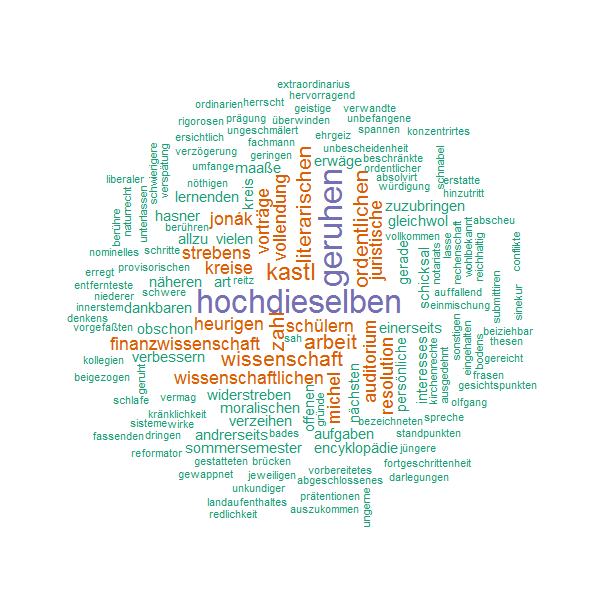 extraordinarius
hervorragend
ordinarien
herrscht
geistige
verwandte
rigorosen
prägung
überwinden
unbefangene
ersichtlich
ungeschmälert
ehrgeiz
spannen
konzentrirtes
fachmann
verzögerung
geringen
unbescheidenheit
schnabel
liberaler
schwierigere
verspätung
umfange
maaße
erwäge
beschränkte
ordentlicher
absolvirt
erstatte
nöthigen
kreis
würdigung
hinzutritt
naturrecht
unterlassen
lernenden
vorträge
vollendung
literarischen
geruhen
ordentlichen
juristische
zuzubringen
berühre
hasner
jonák
gleichwol
abscheu
berühren
allzu
vielen
gerade
notariats
lasse
rechenschaft
wohlbekannt
reichhaltig
conflikte
nominelles
schritte
strebens
erregt
provisorischen
kreise
kastl
schicksal
auffallend
submittiren
sinekur
entfernteste
näheren
art
reitz
niederer
schwere
innerstem
dankbaren
hochdieselben
einmischung
denkens
vorgefaßten
obschon
heurigen
zahl
schülern
einerseits
sonstigen
beiziehbar
finanzwissenschaft
sah
arbeit
auditorium
resolution
persönliche
interesses
kirchenrechte
ausgedehnt
eingehalten
bodens
thesen
kollegien
verbessern
wissenschaft
gereicht
beigezogen
geruht
wissenschaftlichen
michel
nächsten
frasen
gesichtspunkten
schlafe
vermag
widerstreben
offenen
gründe
olfgang
kränklichkeit
moralischen
sisteme
wirke
verzeihen
bezeichneten
spreche
fassenden
dringen
andrerseits
bades
aufgaben
standpunkten
reformator
sommersemester
encyklopädie
jüngere
gestatteten
brücken
vorbereitetes
fortgeschrittenheit
gewappnet
jeweiligen
abgeschlossenes
darlegungen
unkundiger
prätentionen
ungerne
landaufenthaltes
auszukommen
redlichkeit